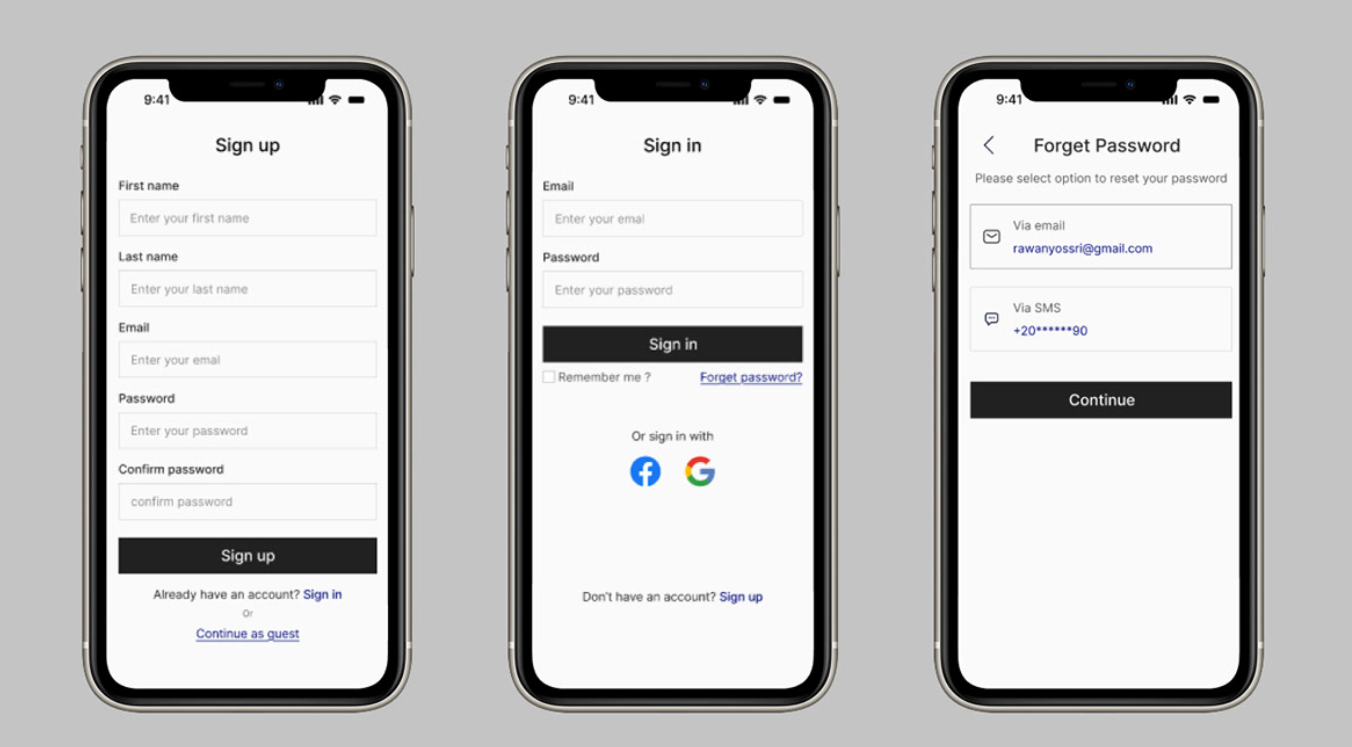 9:41
Sign up
First name
Enter your first name
Last name
Enter your last name
Email
Enter your emal
Password
Enter your password
Confirm password
confirm password
Sign up
Already have an account? Sign in
Or
Continue as guest
9:41
Sign in
Email
Enter your emal
Password
Enter your password
Sign in
Remember me ? Forget password?
Or sign in with
Don't have an account? Sign up
9:41
Forget Password
Please select option to reset your password
Via email
rawanyossri@gmail.com
Via SMS
+20******90
Continue